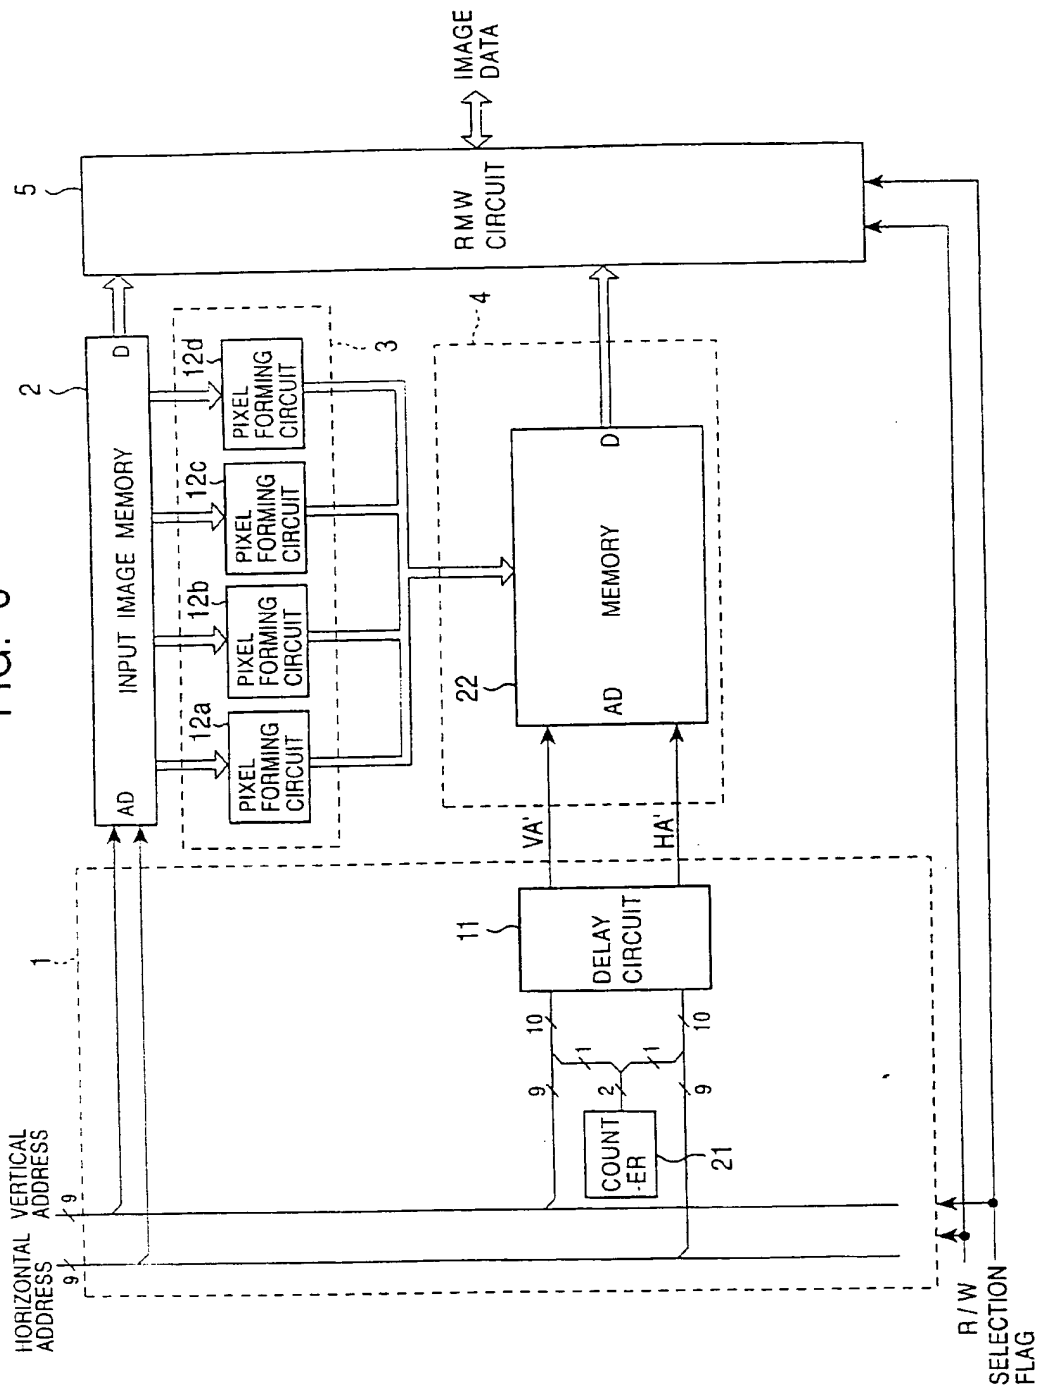 HORIZONTAL
ADDRESS
VERTICAL
ADDRESS
9
9
1
AD
INPUT IMAGE MEMORY
D
2
5
RMW
CIRCUIT
IMAGE
DATA
12a
PIXEL
FORMING
CIRCUIT
12b
PIXEL
FORMING
CIRCUIT
12c
PIXEL
FORMING
CIRCUIT
12d
PIXEL
FORMING
CIRCUIT
3
4
22
AD
MEMORY
D
VA'
HA'
11
DELAY
CIRCUIT
10
10
1
1
9
2
9
COUNT
-ER
21
R/W
SELECTION
FLAG